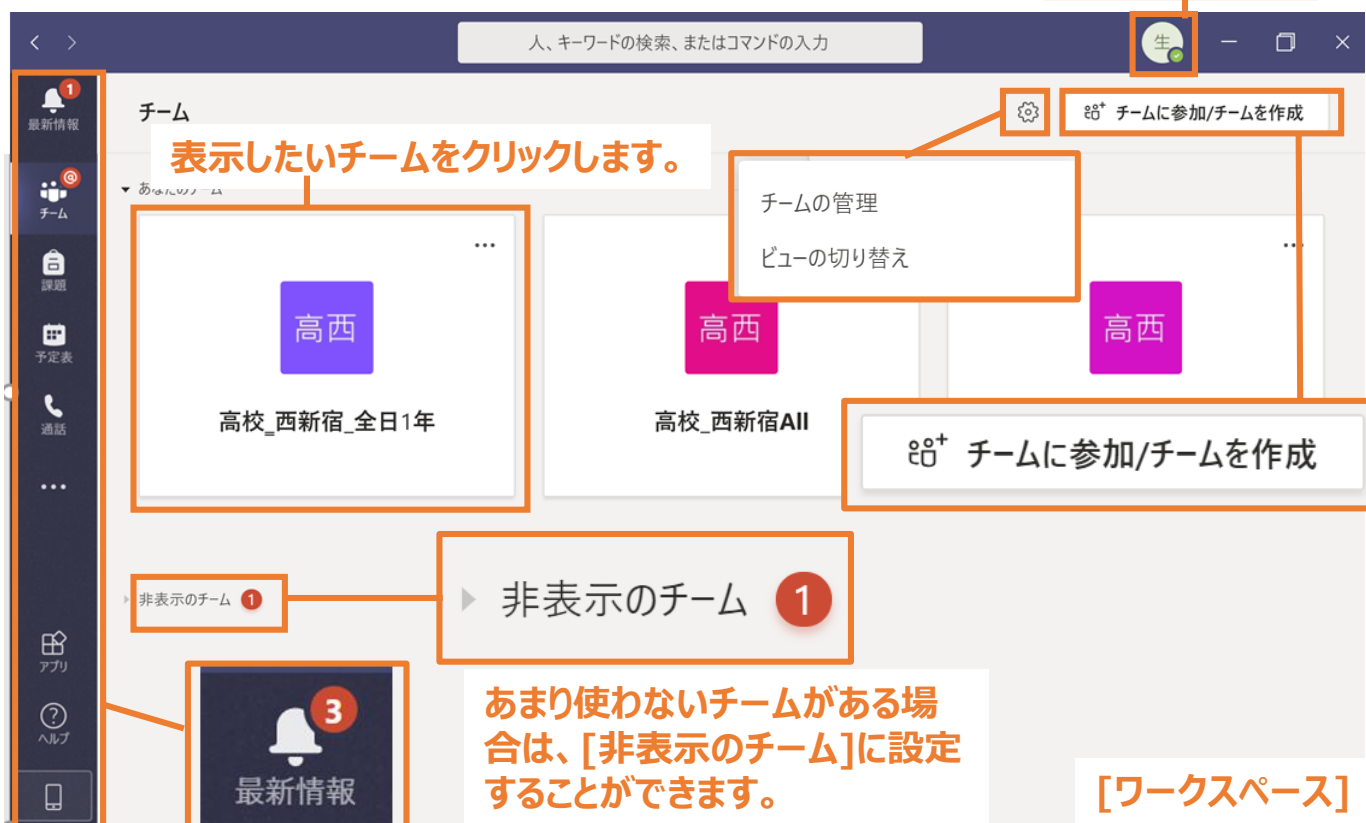 人、キーワードの検索、またはコマンドの入力
生
1
最新情報
チーム
チームに参加/チームを作成
表示したいチームをクリックします。
@
チーム
あなたのチーム
チームの管理
ビューの切り替え
課題
高西
高西
高西
予定表
高校_西新宿_全日1年
高校_西新宿All
通話
チームに参加/チームを作成
非表示のチーム 1
非表示のチーム 1
アプリ
ヘルプ
3
最新情報
あまり使わないチームがある場
合は、[非表示のチーム]に設定
することができます。
[ワークスペース]